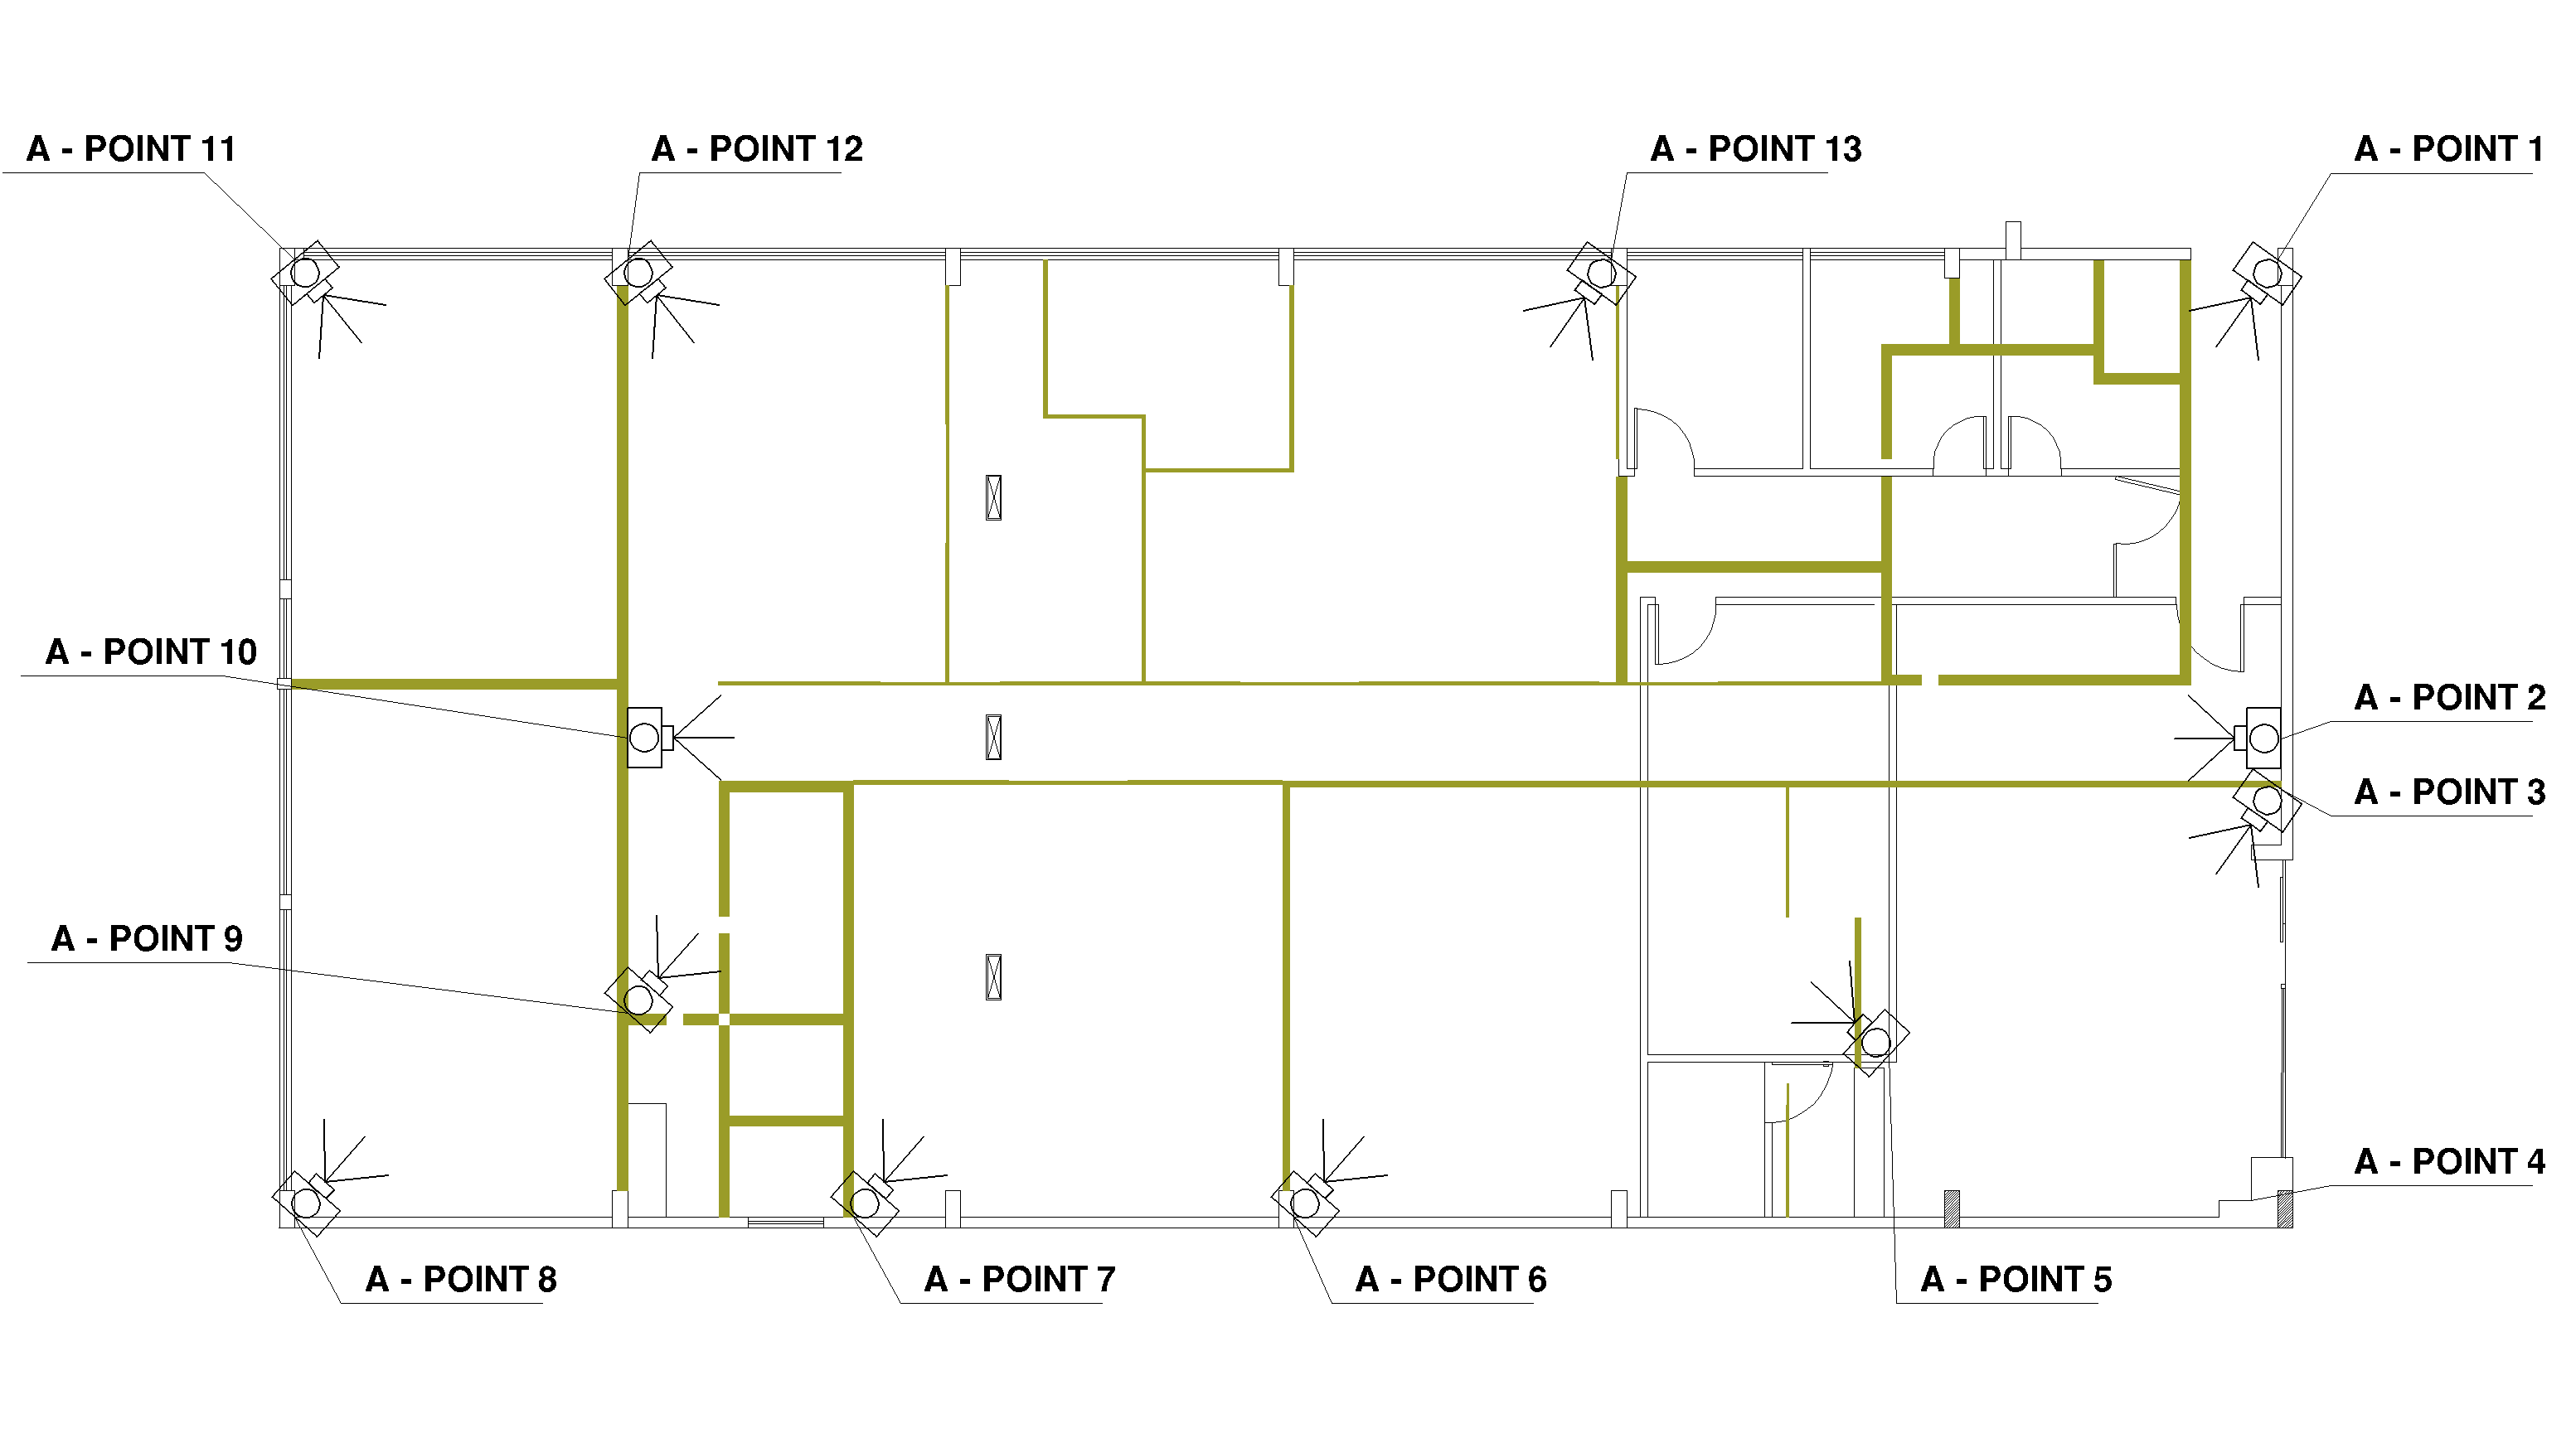 A - POINT 11
A - POINT 12
A - POINT 13
A - POINT 1
A - POINT 10
A - POINT 2
A - POINT 3
A - POINT 9
A - POINT 4
A - POINT 8
A - POINT 7
A - POINT 6
A - POINT 5